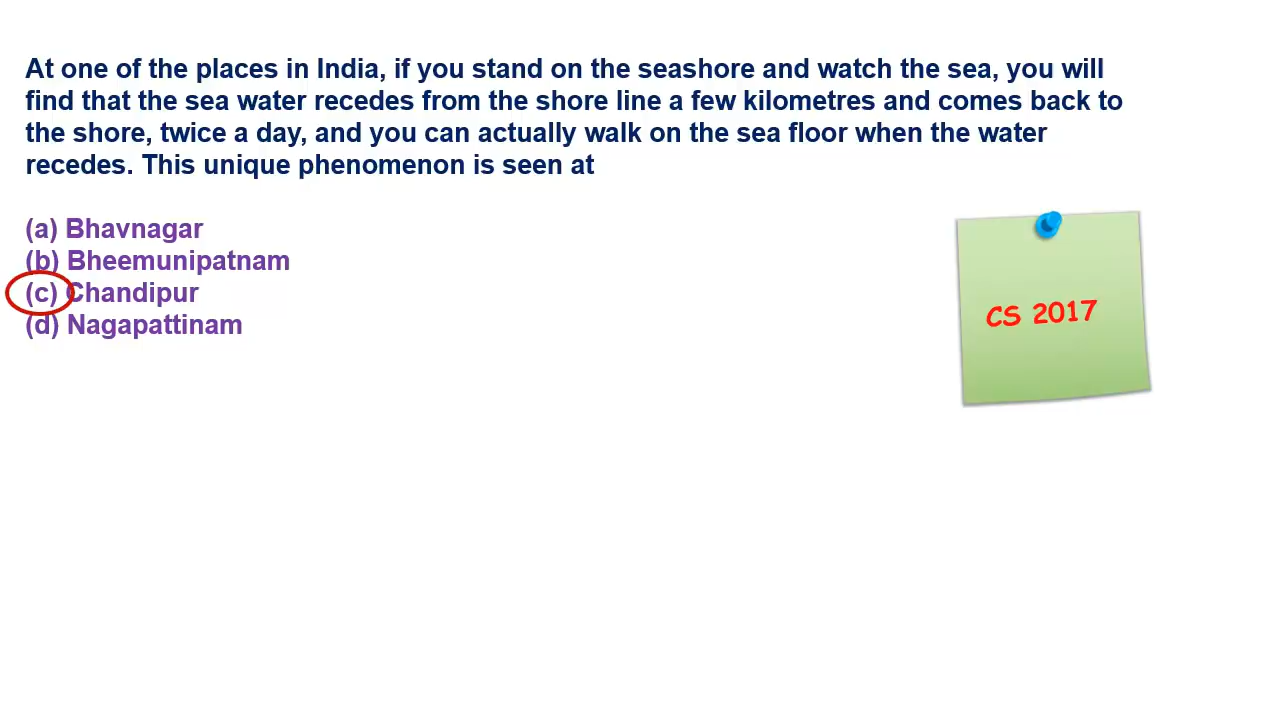 At one of the places in India, if you stand on the seashore and watch the sea, you will
find that the sea water recedes from the shore line a few kilometres and comes back to
the shore, twice a day, and you can actually walk on the sea floor when the water
recedes. This unique phenomenon is seen at
(a) Bhavnagar
(b) Bheemunipatnam
(c) Chandipur
(d) Nagapattinam
CS 2017